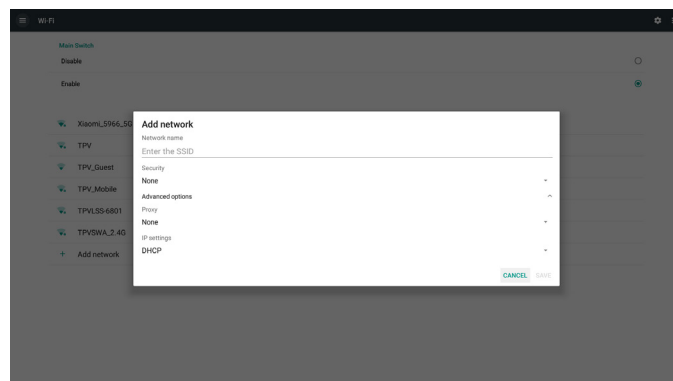 Wi-Fi
Main Switch
Disable
Enable
Xiaomi_5966_5G
TPV
TPV_Guest
TPV_Mobile
TPVLSS-6801
TPVSWA_2.4G
+ Add network
Add network
Network name
Enter the SSID
Security
None
Advanced options
Proxy
None
IP settings
DHCP
CANCEL SAVE